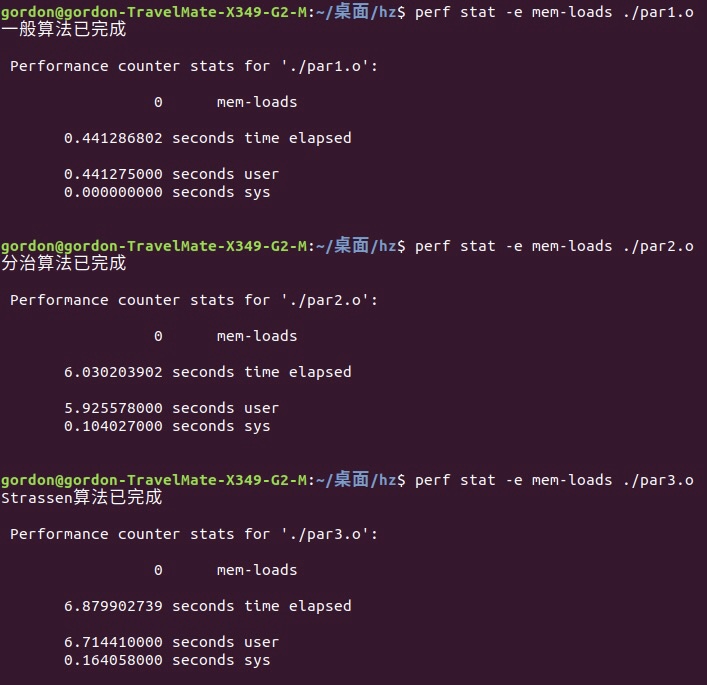 gordon@gordon-TravelMate-X349-G2-M:~/桌面/hz$ perf stat -e mem-loads ./par1.o
一般算法已完成
Performance counter stats for './par1.o':
0 mem-loads
0.441286802 seconds time elapsed
0.441275000 seconds user
0.000000000 seconds sys
gordon@gordon-TravelMate-X349-G2-M:~/桌面/hz$ perf stat -e mem-loads ./par2.o
分治算法已完成
Performance counter stats for './par2.o':
0 mem-loads
6.030203902 seconds time elapsed
5.925578000 seconds user
0.104027000 seconds sys
gordon@gordon-TravelMate-X349-G2-M:~/桌面/hz$ perf stat -e mem-loads ./par3.o
Strassen算法已完成
Performance counter stats for './par3.o':
0 mem-loads
6.879902739 seconds time elapsed
6.714410000 seconds user
0.164058000 seconds sys